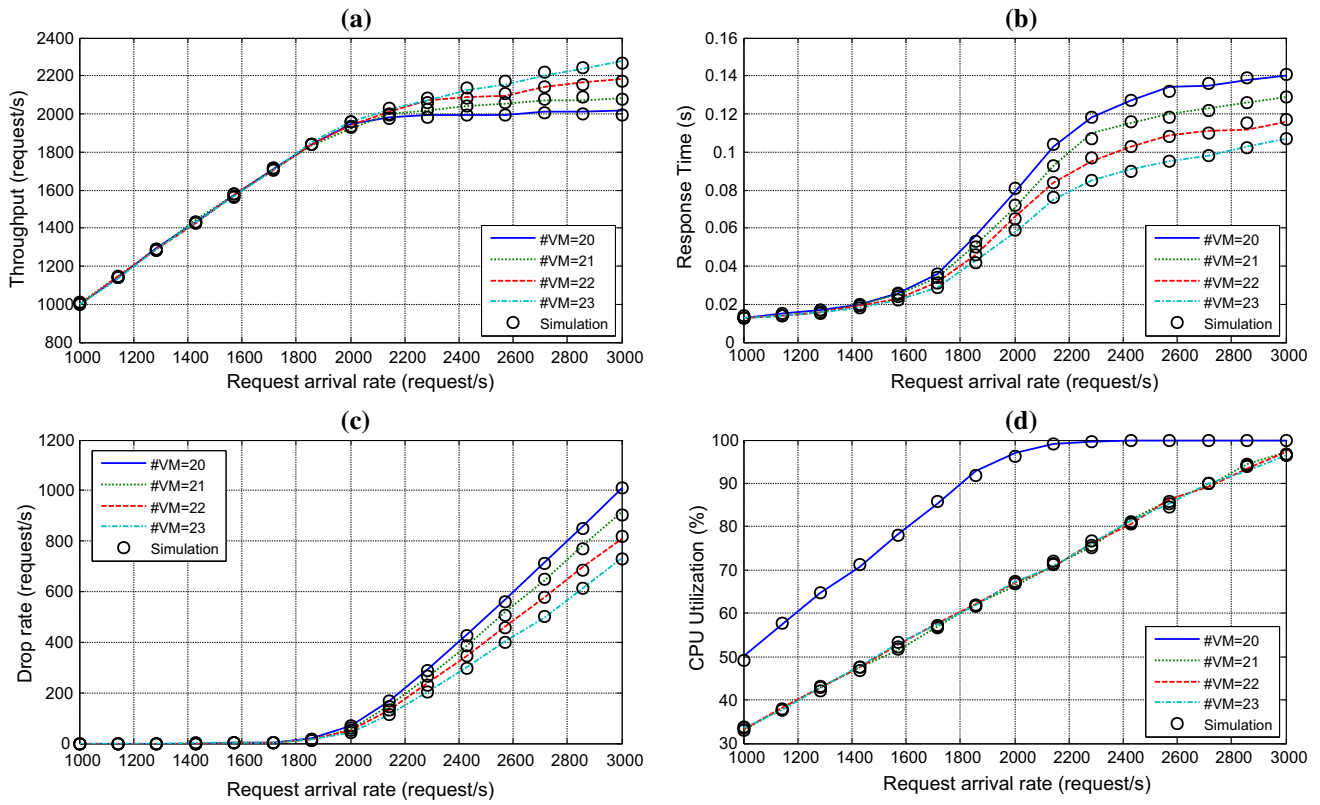 (a)
2400
2200
2000
1800
1600
1400
1200
1000
800
Throughput (request/s)
#VM=20
#VM=21
#VM=22
#VM=23
Simulation
1000 1200 1400 1600 1800 2000 2200 2400 2600 2800 3000
Request arrival rate (request/s)
(b)
0.16
0.14
0.12
0.1
0.08
0.06
0.04
0.02
0
Response Time (s)
#VM=20
#VM=21
#VM=22
#VM=23
Simulation
1000 1200 1400 1600 1800 2000 2200 2400 2600 2800 3000
Request arrival rate (request/s)
(c)
1200
1000
800
600
400
200
0
Drop rate (request/s)
#VM=20
#VM=21
#VM=22
#VM=23
Simulation
1000 1200 1400 1600 1800 2000 2200 2400 2600 2800 3000
Request arrival rate (request/s)
(d)
100
90
80
70
60
50
40
30
CPU Utilization (%)
#VM=20
#VM=21
#VM=22
#VM=23
Simulation
1000 1200 1400 1600 1800 2000 2200 2400 2600 2800 3000
Request arrival rate (request/s)